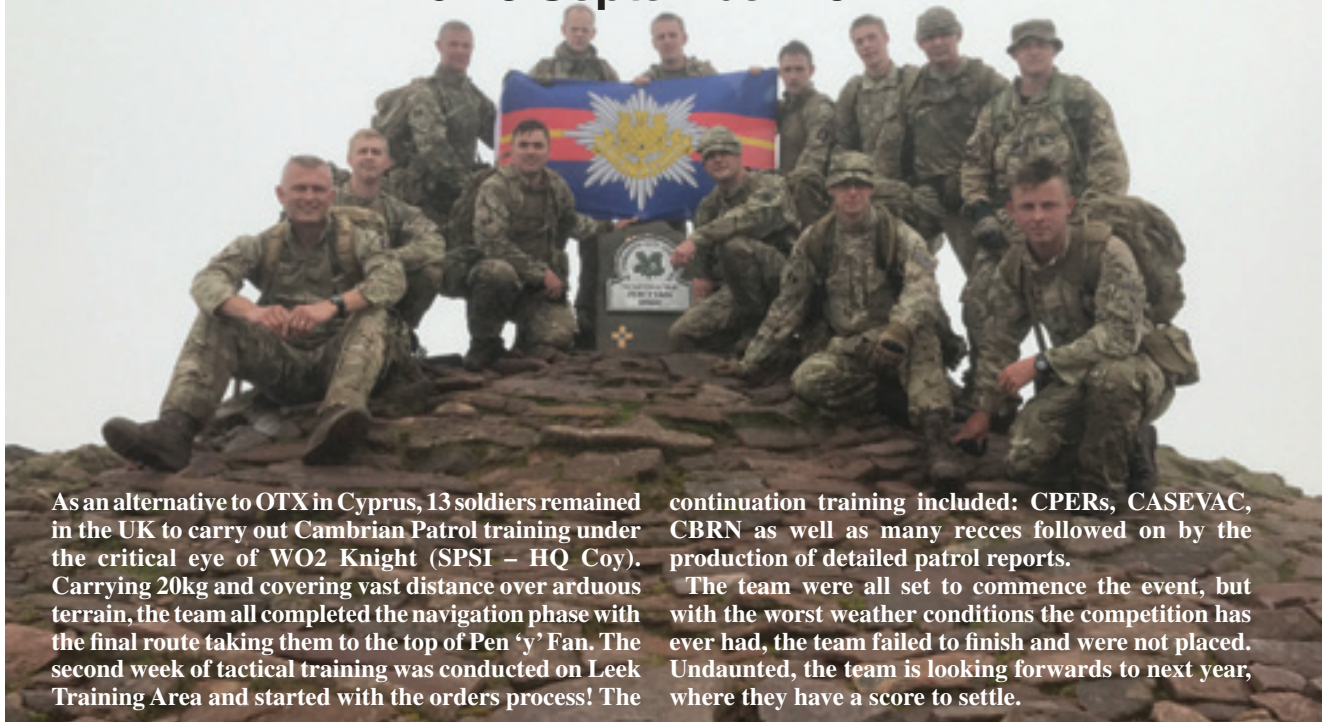 As an alternative to OTX in Cyprus, 13 soldiers remained
in the UK to carry out Cambrian Patrol training under
the critical eye of WO2 Knight (SPSI – HQ Coy).
Carrying 20kg and covering vast distance over arduous
terrain, the team all completed the navigation phase with
the final route taking them to the top of Pen ‘y’ Fan. The
second week of tactical training was conducted on Leek
Training Area and started with the orders process! The
continuation training included: CPERs, CASEVAC,
CBRN as well as many recces followed on by the
production of detailed patrol reports.
The team were all set to commence the event, but
with the worst weather conditions the competition has
ever had, the team failed to finish and were not placed.
Undaunted, the team is looking forwards to next year,
where they have a score to settle.